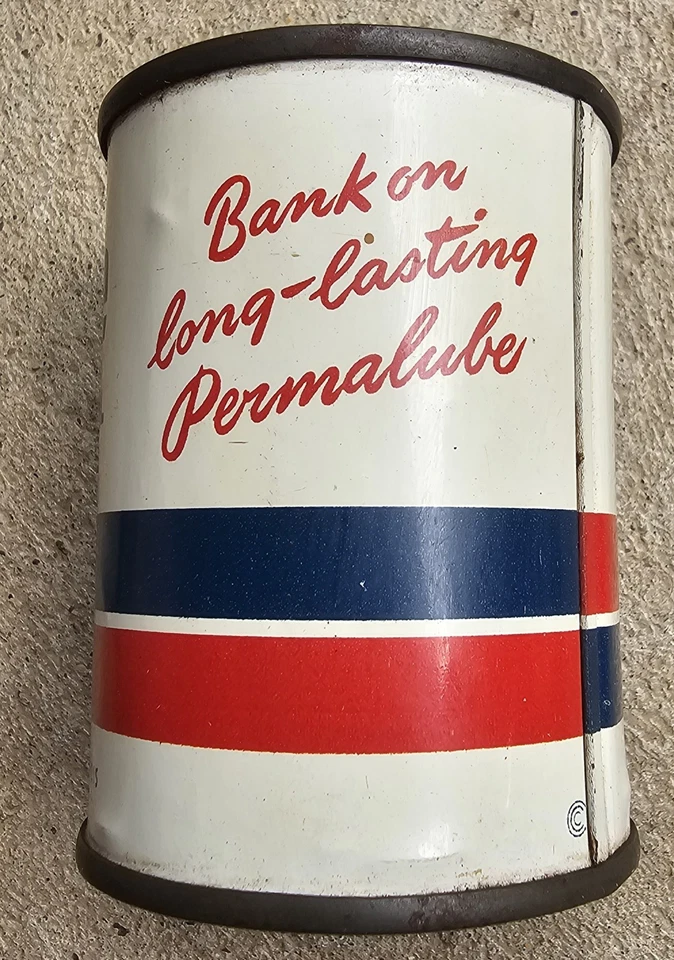 Bank on
long-lasting
Permalube
s
©